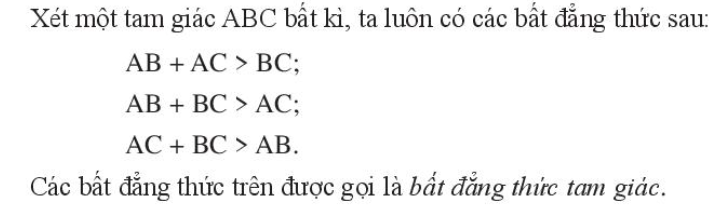 Xét một tam giác ABC bất kì, ta luôn có các bất đẳng thức sau:
AB + AC > BC;
AB + BC > AC;
AC + BC > AB.
Các bất đẳng thức trên được gọi là bất đẳng thức tam giác.